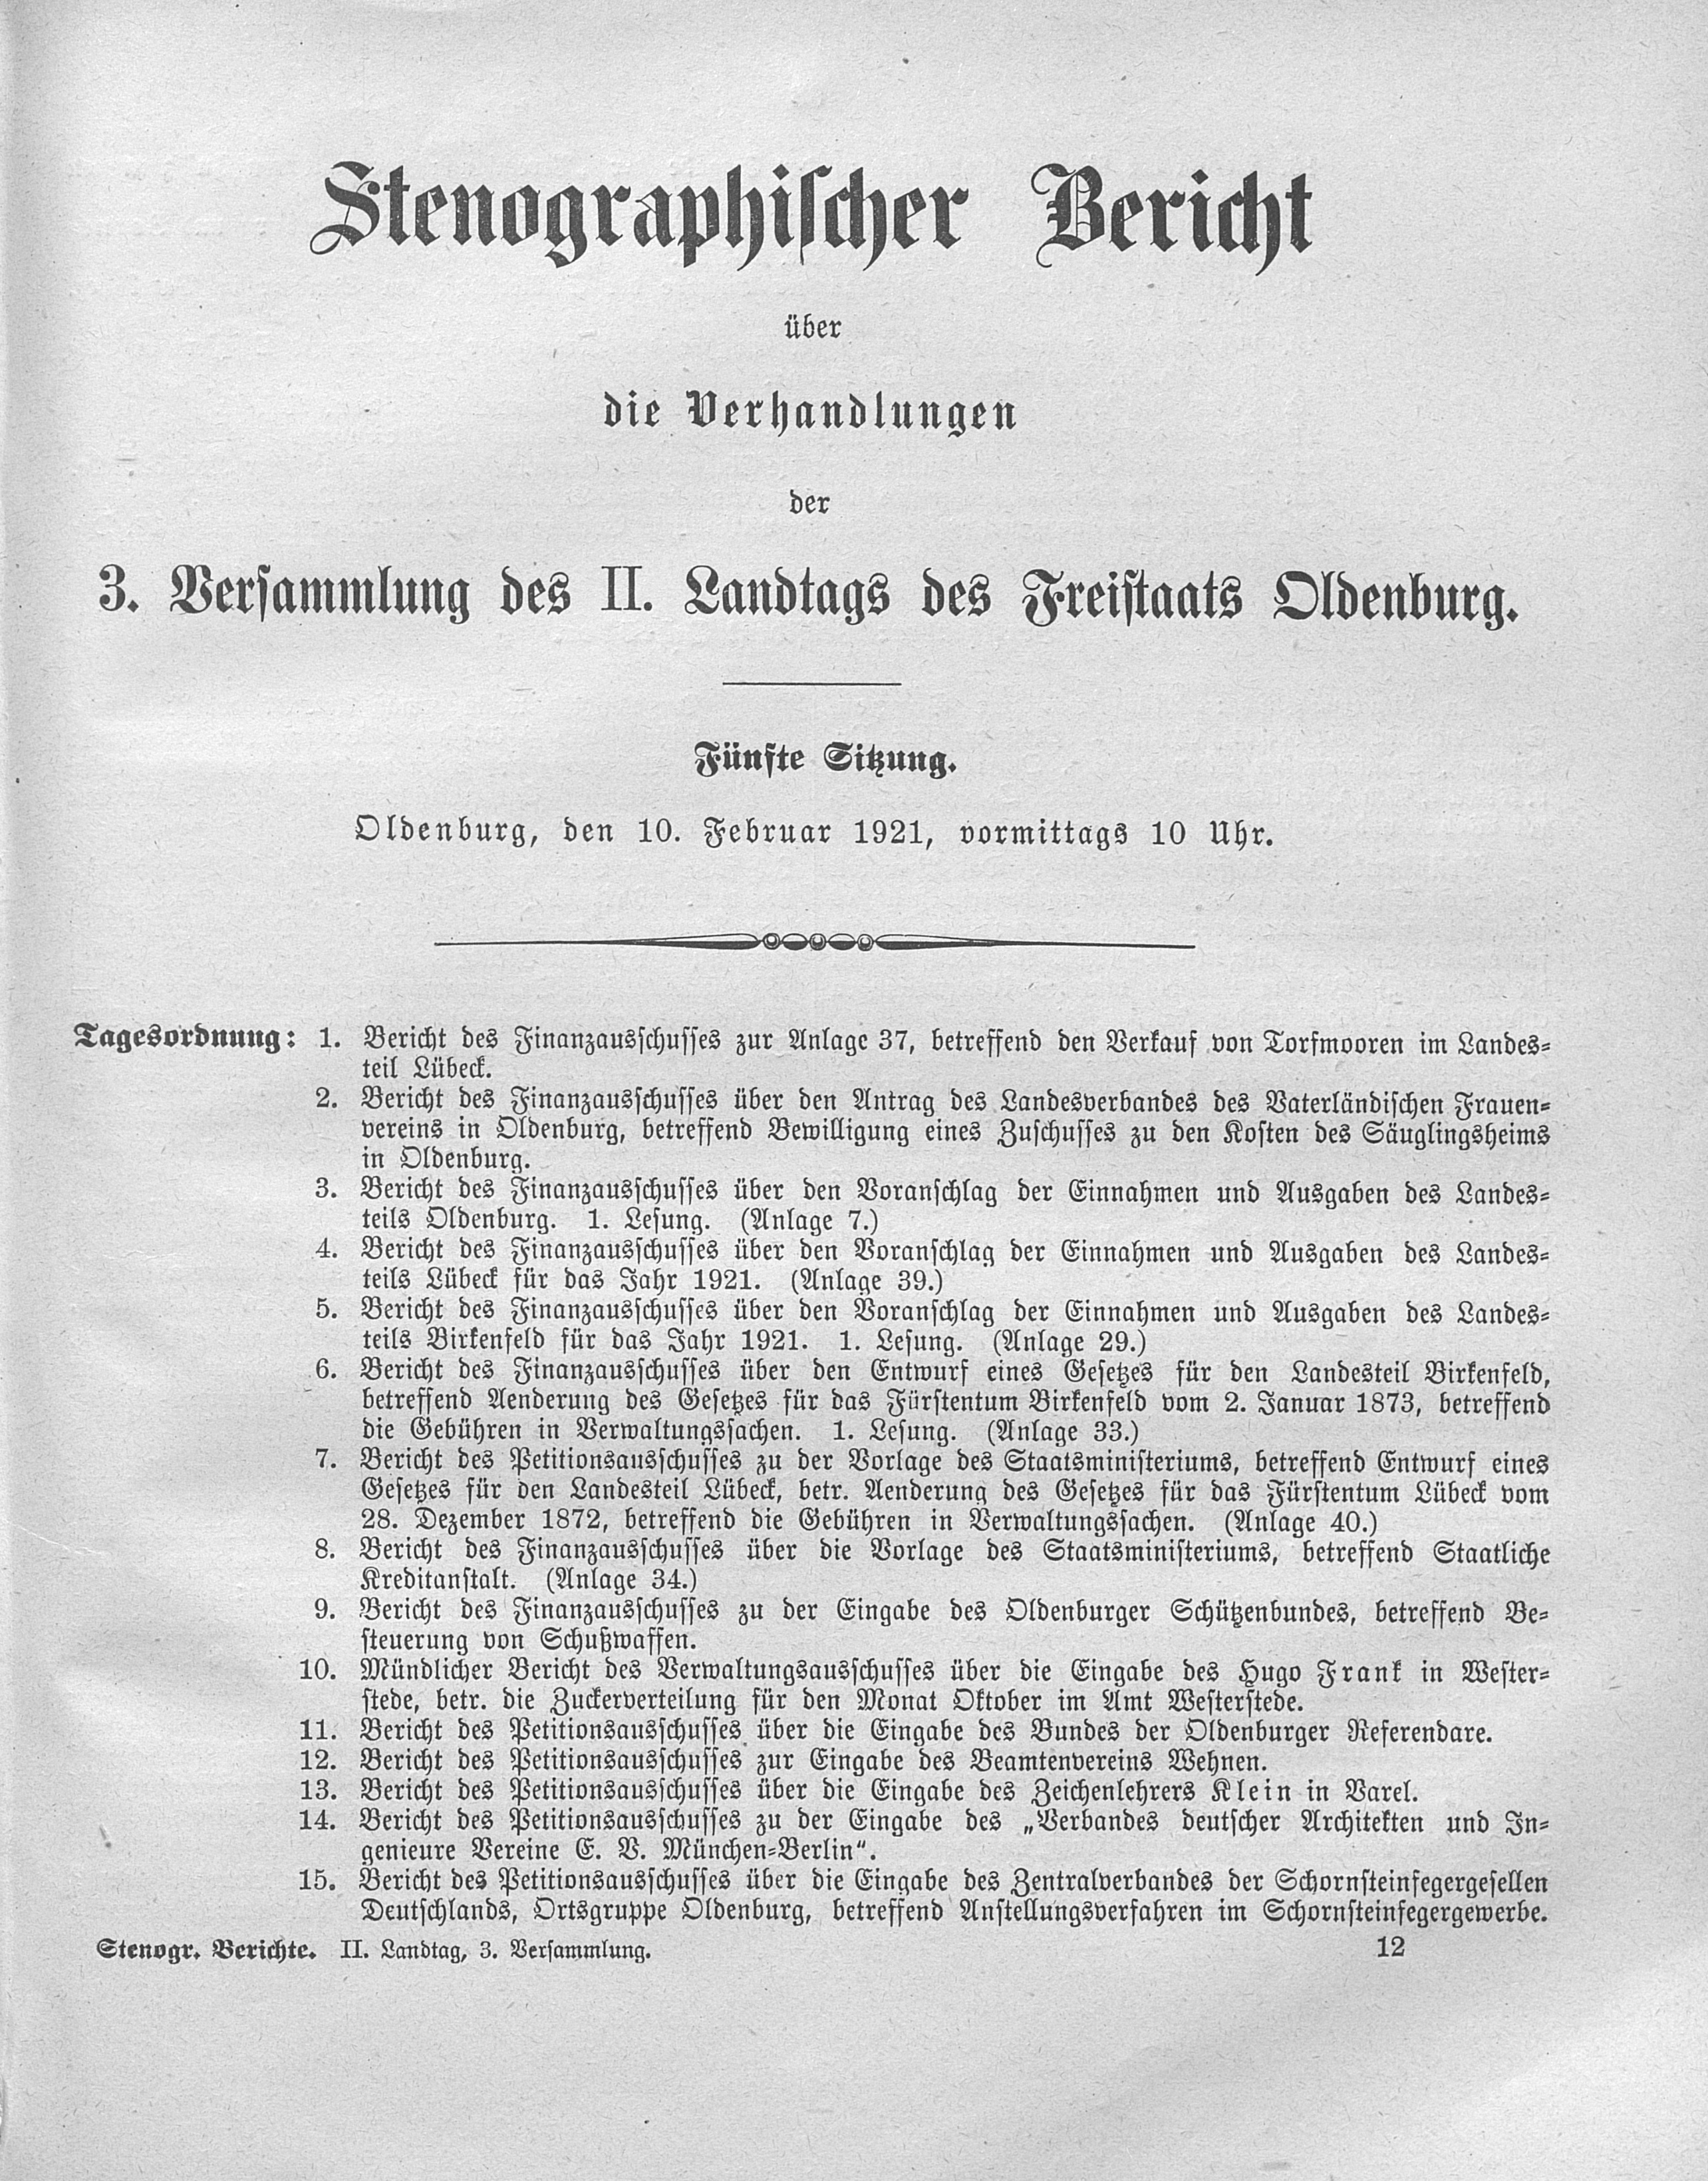 Stenographischer Bericht
über
die Verhandlungen
der
3. Versammlung des II. Landtags des Freistaats Oldenburg.
Fünfte Sitzung.
Oldenburg, den 10. Februar 1921, vormittags 10 Uhr.
Tagesordnung: 1. Bericht des Finanzausschusses zur Anlage 37, betreffend den Verkauf von Torfmooren im Landes-
teil Lübeck.
2. Bericht des Finanzausschusses über den Antrag des Landesverbandes des Vaterländischen Frauen-
vereins in Oldenburg, betreffend Bewilligung eines Zuschusses zu den Kosten des Säuglingsheims
in Oldenburg.
3. Bericht des Finanzausschusses über den Voranschlag der Einnahmen und Ausgaben des Landes-
teils Oldenburg. 1. Lesung. (Anlage 7.)
4. Bericht des Finanzausschusses über den Voranschlag der Einnahmen und Ausgaben des Landes-
teils Lübeck für das Jahr 1921. (Anlage 39.)
5. Bericht des Finanzausschusses über den Voranschlag der Einnahmen und Ausgaben des Landes-
teils Birkenfeld für das Jahr 1921. 1. Lesung. (Anlage 29.)
6. Bericht des Finanzausschusses über den Entwurf eines Gesetzes für den Landesteil Birkenfeld,
betreffend Aenderung des Gesetzes für das Fürstentum Birkenfeld vom 2. Januar 1873, betreffend
die Gebühren in Verwaltungssachen. 1. Lesung. (Anlage 33.)
7. Bericht des Petitionsausschusses zu der Vorlage des Staatsministeriums, betreffend Entwurf eines
Gesetzes für den Landesteil Lübeck, betr. Aenderung des Gesetzes für das Fürstentum Lübeck vom
28. Dezember 1872, betreffend die Gebühren in Verwaltungssachen. (Anlage 40.)
8. Bericht des Finanzausschusses über die Vorlage des Staatsministeriums, betreffend Staatliche
Kreditanstalt. (Anlage 34.)
9. Bericht des Finanzausschusses zu der Eingabe des Oldenburger Schützenbundes, betreffend Be-
steuerung von Schußwaffen.
10. Mündlicher Bericht des Verwaltungsausschusses über die Eingabe des Hugo Frank in Wester-
stede, betr. die Zuckerverteilung für den Monat Oktober im Amt Westerstede.
11. Bericht des Petitionsausschusses über die Eingabe des Bundes der Oldenburger Referendare.
12. Bericht des Petitionsausschusses zur Eingabe des Beamtenvereins Wehnen.
13. Bericht des Petitionsausschusses über die Eingabe des Zeichenlehrers Klein in Varel.
14. Bericht des Petitionsausschusses zu der Eingabe des „Verbandes deutscher Architekten und In-
genieure Vereine E. V. München-Berlin“.
15. Bericht des Petitionsausschusses über die Eingabe des Zentralverbandes der Schornsteinfegergesellen
Deutschlands, Ortsgruppe Oldenburg, betreffend Anstellungsverfahren im Schornsteinfegergewerbe.
Stenogr. Berichte. II. Landtag, 3. Versammlung. 12